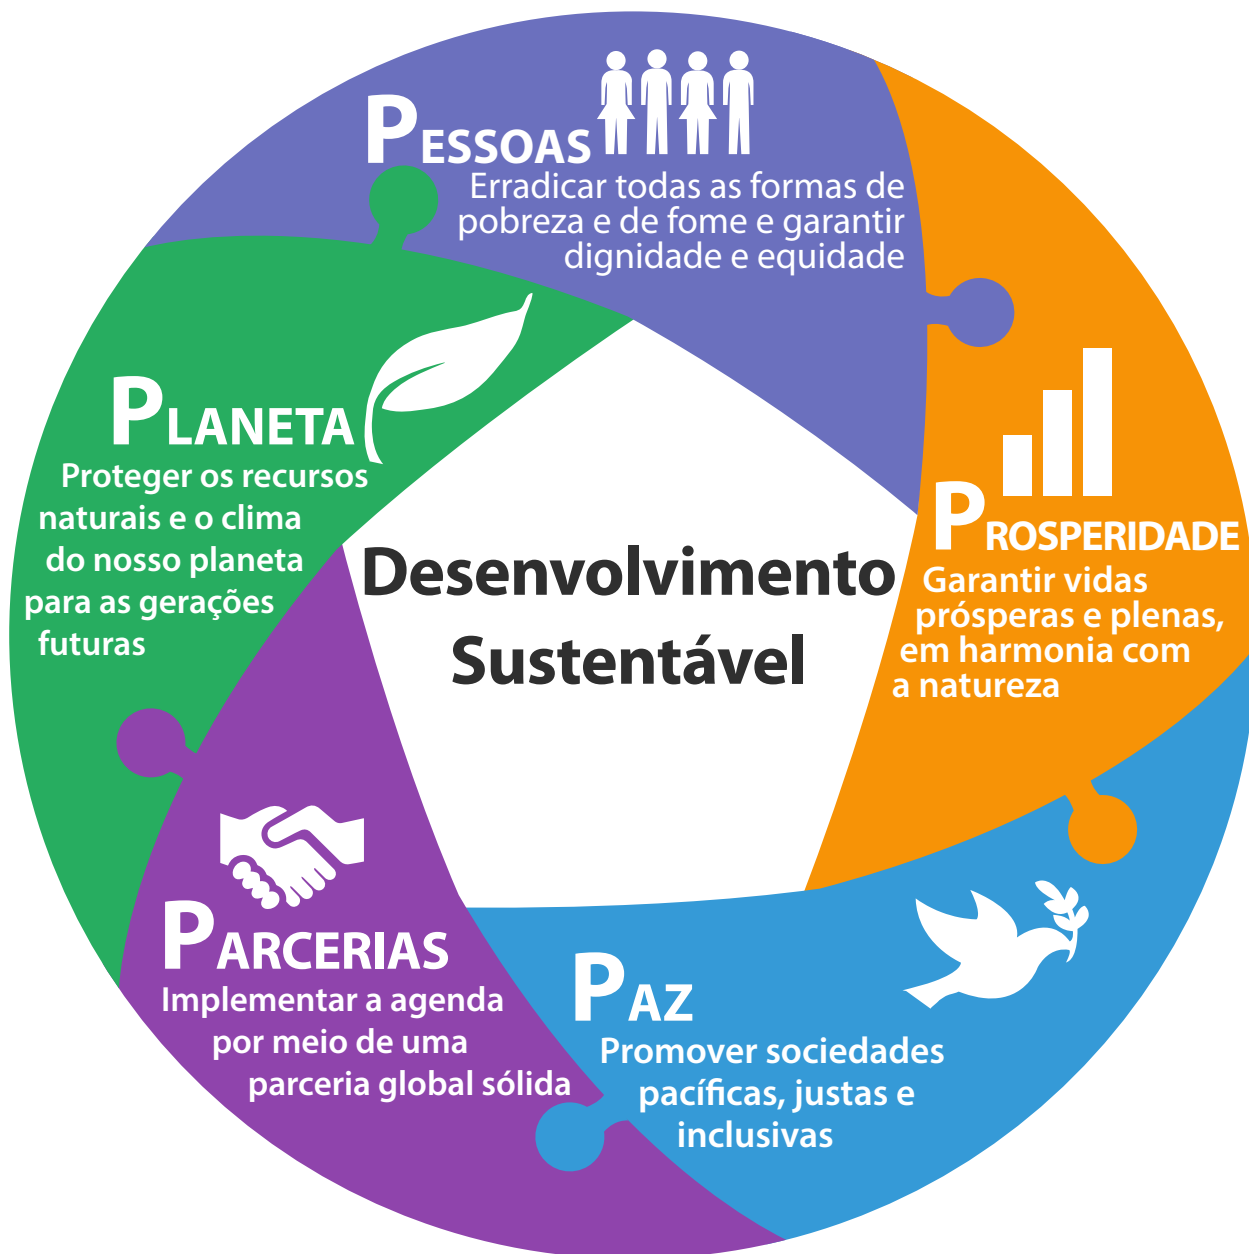 PESSOAS
Erradicar todas as formas de
pobreza e de fome e garantir
dignidade e equidade
PROSPERIDADE
Garantir vidas
prósperas e plenas,
em harmonia com
a natureza
PAZ
Promover sociedades
pacíficas, justas e
inclusivas
PARCERIAS
Implementar a agenda
por meio de uma
parceria global sólida
PLANETA
Proteger os recursos
naturais e o clima
do nosso planeta
para as gerações
futuras
Desenvolvimento
Sustentável